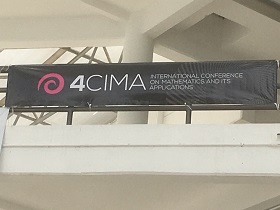 4CIMA
INTERNATIONAL CONFERENCE
ON MATHEMATICS AND ITS
APPLICATIONS